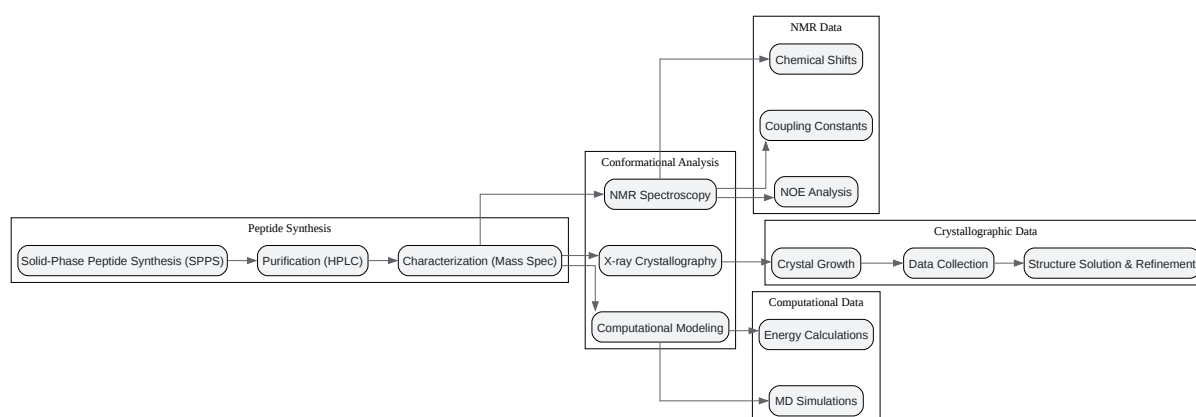 NMR Data
Chemical Shifts
Coupling Constants
Conformational Analysis
NMR Spectroscopy
NOE Analysis
Peptide Synthesis
Crystallographic Data
Solid-Phase Peptide Synthesis (SPPS)
Purification (HPLC)
Characterization (Mass Spec)
X-ray Crystallography
Crystal Growth
Data Collection
Structure Solution & Refinement
Computational Data
Computational Modeling
Energy Calculations
MD Simulations